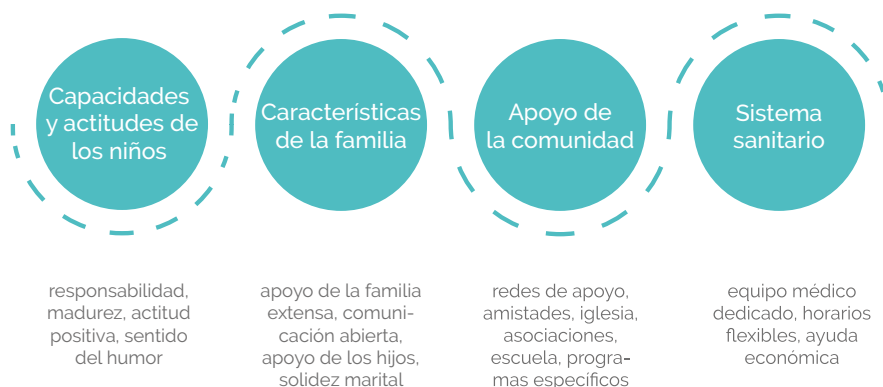 Capacidades
y actitudes de
los niños
Características
de la familia
Apoyo de
la comunidad
Sistema
sanitario
responsabilidad,
madurez, actitud
positiva, sentido
del humor
apoyo de la familia
extensa, comuni-
cación abierta,
apoyo de los hijos,
solidez marital
redes de apoyo,
amistades, iglesia,
asociaciones,
escuela, progra-
mas específicos
equipo médico
dedicado, horarios
flexibles, ayuda
económica